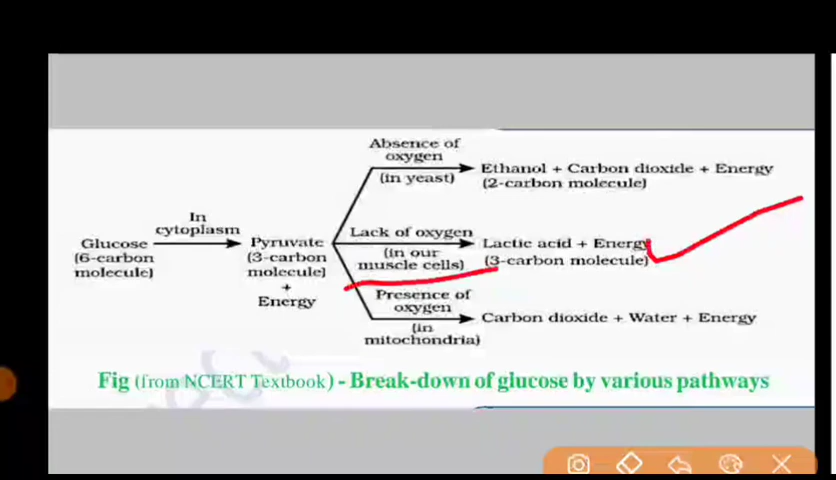 Absence of
oxygen
(in yeast)
Ethanol + Carbon dioxide + Energy
(2-carbon molecule)
In
cytoplasm
Glucose
(6-carbon
molecule)
Pyruvate
(3-carbon
molecule)
+
Energy
Lack of oxygen
(in our
muscle cells)
Lactic acid + Energy
(3-carbon molecule)
Presence of
oxygen
(in
mitochondria)
Carbon dioxide + Water + Energy
Fig (from NCERT Textbook) - Break-down of glucose by various pathways